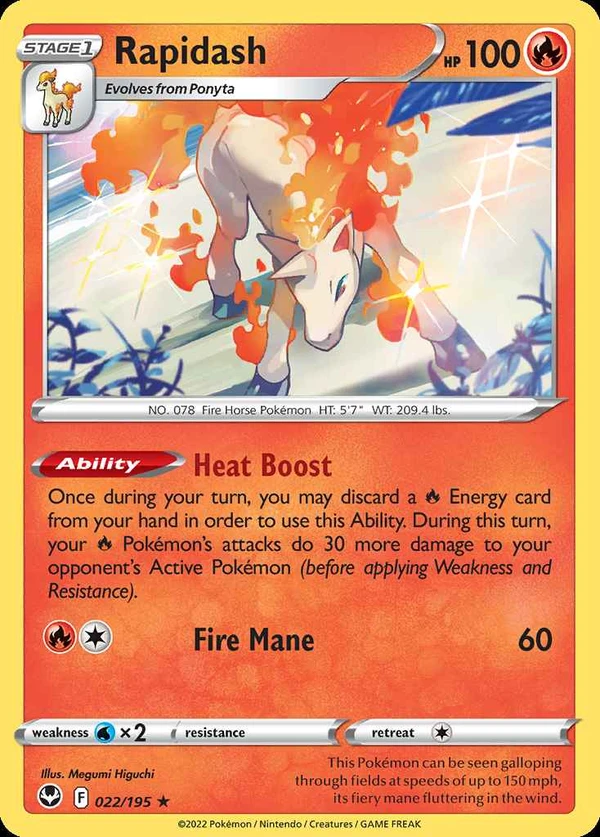 STAGE 1
Rapidash
HP 100
Evolves from Ponyta
NO. 078 Fire Horse Pokémon HT: 5'7" WT: 209.4 lbs.
Ability
Heat Boost
Once during your turn, you may discard a Energy card
from your hand in order to use this Ability. During this turn,
your Pokémon's attacks do 30 more damage to your
opponent's Active Pokémon (before applying Weakness and
Resistance).
Fire Mane 60
weakness ×2 resistance retreat
Illus. Megumi Higuchi
F 022/195 ★
This Pokémon can be seen galloping
through fields at speeds of up to 150 mph,
its fiery mane fluttering in the wind.
©2022 Pokémon / Nintendo / Creatures / GAME FREAK